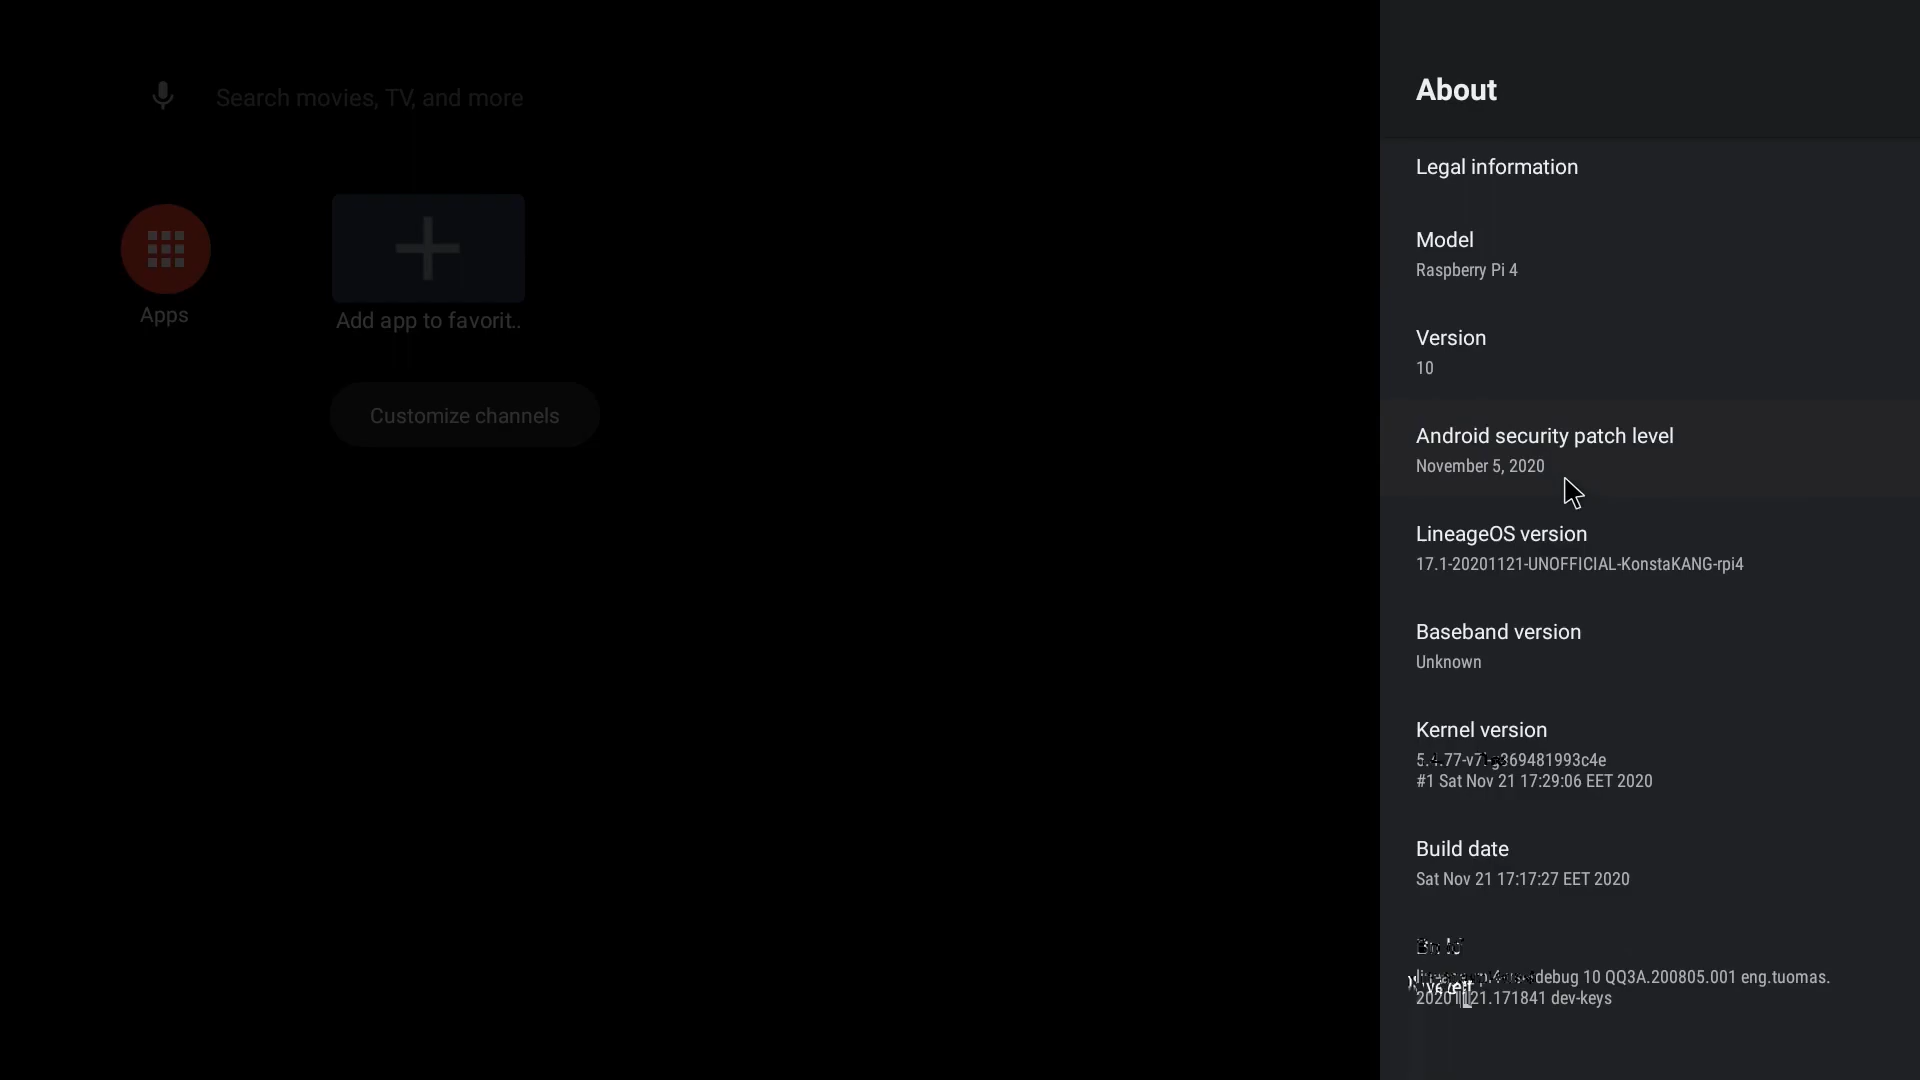 Search movies, TV, and more
Apps
Add app to favorit..
Customize channels
About
Legal information
Model
Raspberry Pi 4
Version
10
Android security patch level
November 5, 2020
LineageOS version
17.1-20201121-UNOFFICIAL-KonstaKANG-rpi4
Baseband version
Unknown
Kernel version
#1 Sat Nov 21 17:29:06 EET 2020
Build date
Sat Nov 21 17:17:27 EET 2020
debug 10 QQ3A.200805.001 eng.tuomas.
dev-keys